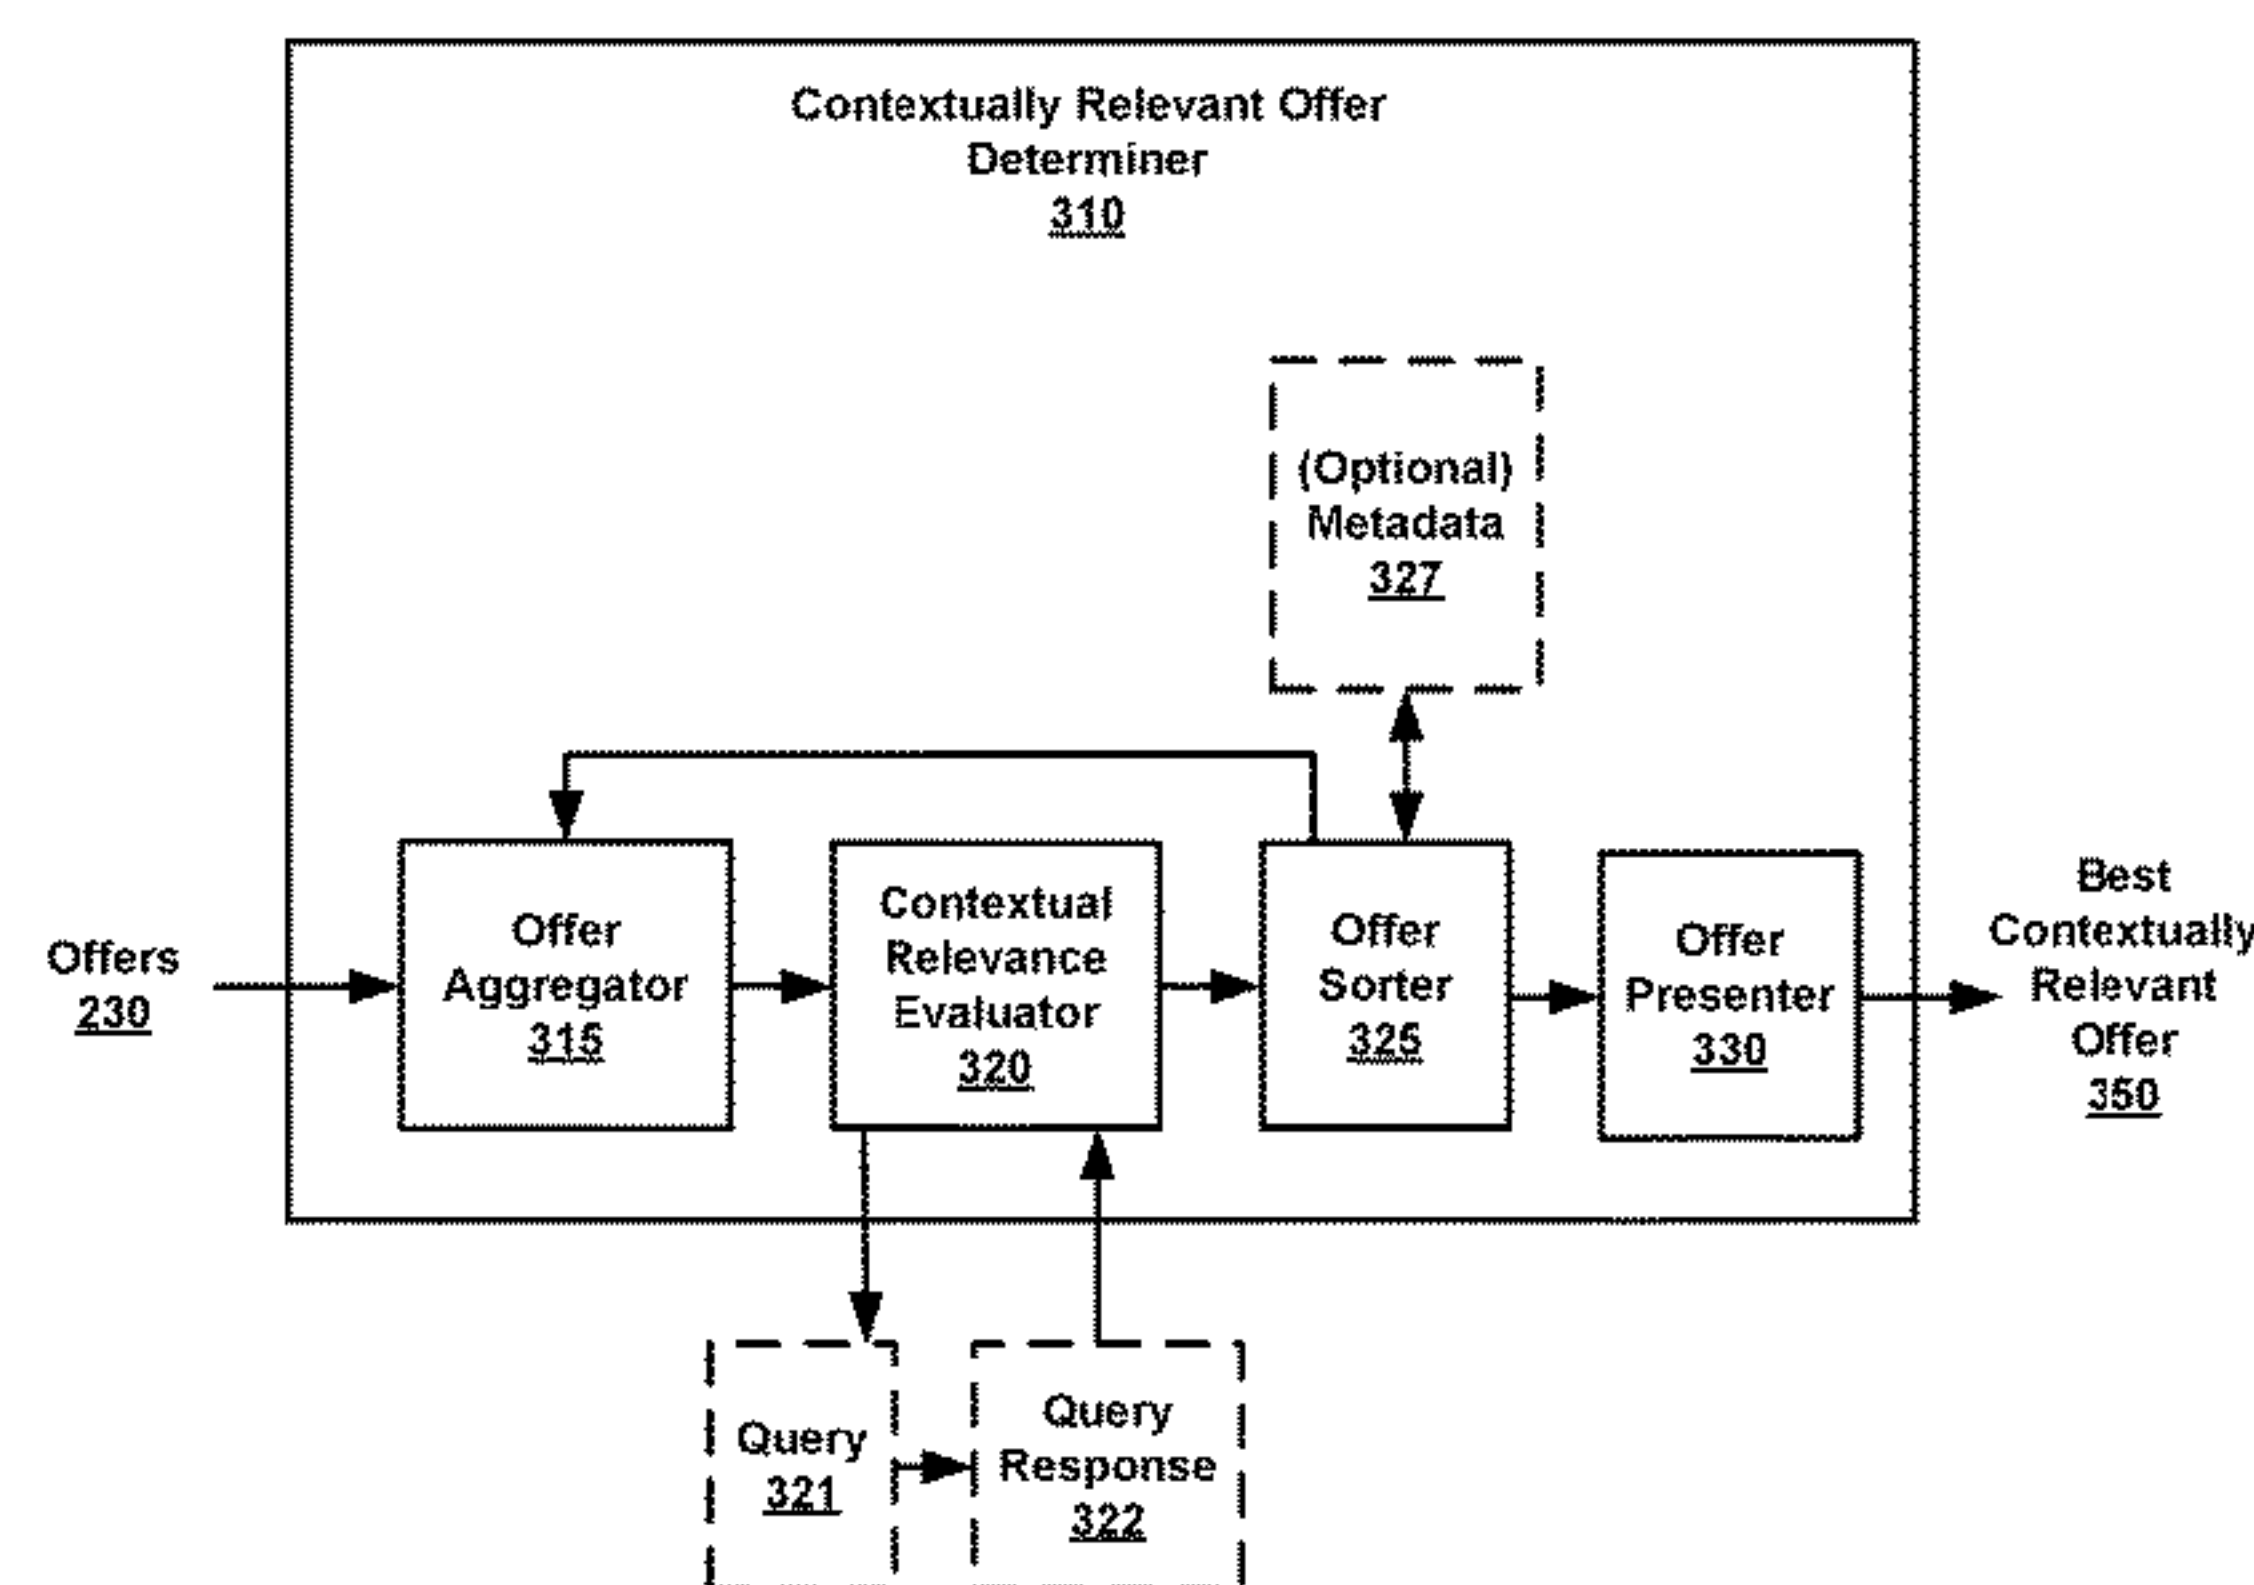 Contextually Relevant Offer
Determiner
310
(Optional)
Metadata
327
Offers
230
Offer
Aggregator
315
Contextual
Relevance
Evaluator
320
Offer
Sorter
325
Offer
Presenter
330
Best
Contextually
Relevant
Offer
350
Query
321
Query
Response
322